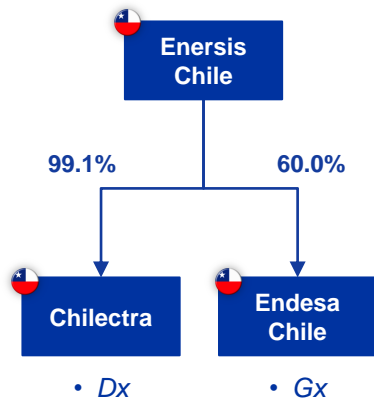 Enersis
Chile
99.1%
60.0%
Chilectra
Endesa
Chile
• Dx
• Gx